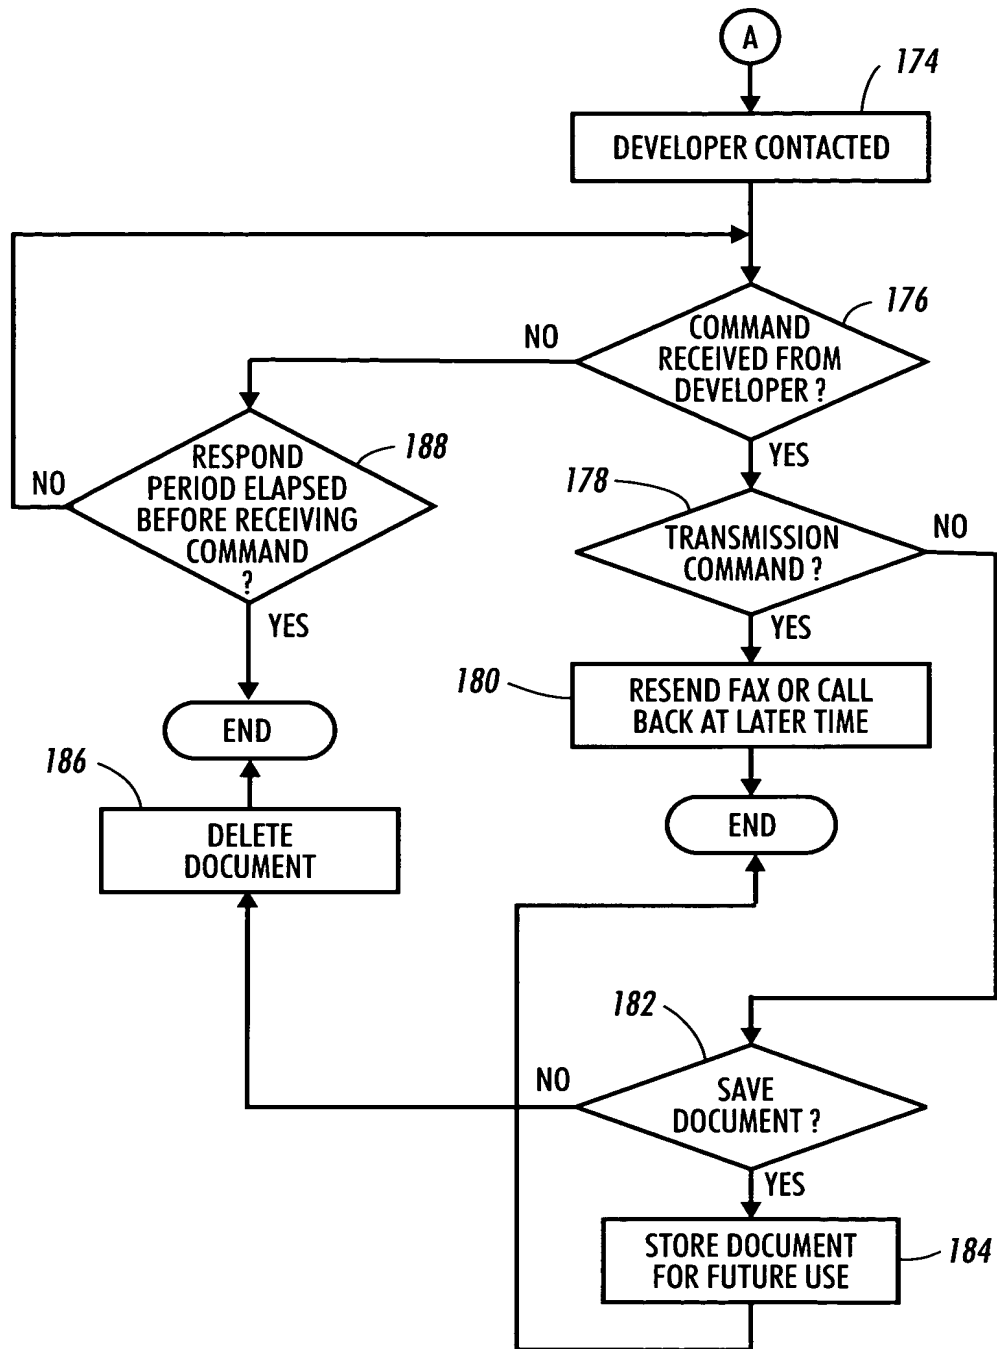 A
174
DEVELOPER CONTACTED
176
COMMAND
RECEIVED FROM
DEVELOPER ?
NO
YES
188
RESPOND
PERIOD ELAPSED
BEFORE RECEIVING
COMMAND
?
NO
YES
178
TRANSMISSION
COMMAND ?
NO
YES
180
RESEND FAX OR CALL
BACK AT LATER TIME
END
186
DELETE
DOCUMENT
END
182
SAVE
DOCUMENT ?
NO
YES
STORE DOCUMENT
FOR FUTURE USE
184